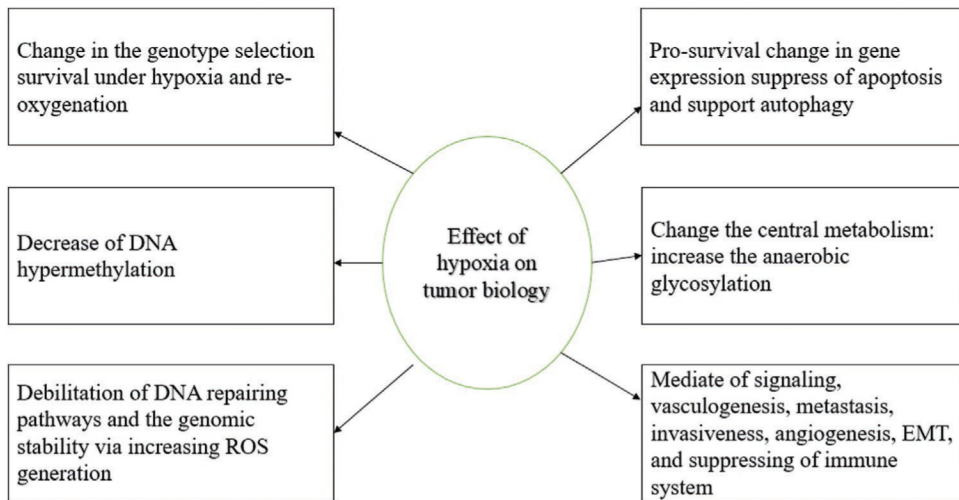 Change in the genotype selection
survival under hypoxia and re-
oxygenation
Pro-survival change in gene
expression suppress of apoptosis
and support autophagy
Decrease of DNA
hypermethylation
Effect of
hypoxia on
tumor biology
Change the central metabolism:
increase the anaerobic
glycosylation
Debilitation of DNA repairing
pathways and the genomic
stability via increasing ROS
generation
Mediate of signaling,
vasculogenesis, metastasis,
invasiveness, angiogenesis, EMT,
and suppressing of immune
system